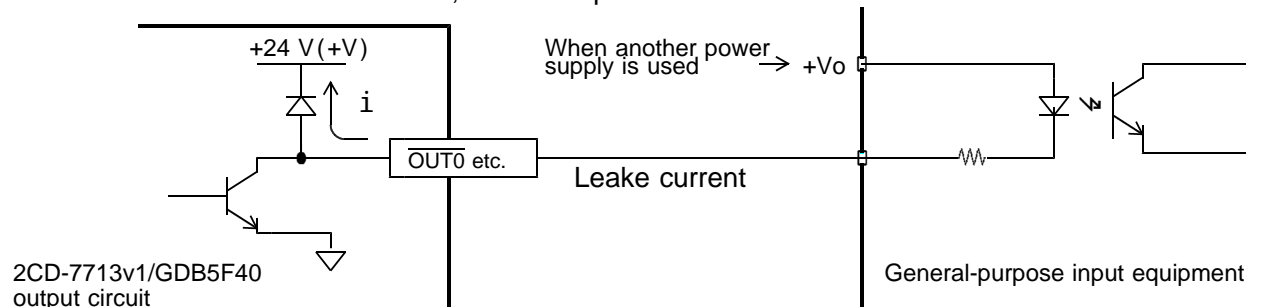 +24 V(+V)
i
When another power
supply is used
+Vo
OUT0 etc.
Leake current
2CD-7713v1/GDB5F40
output circuit
General-purpose input equipment